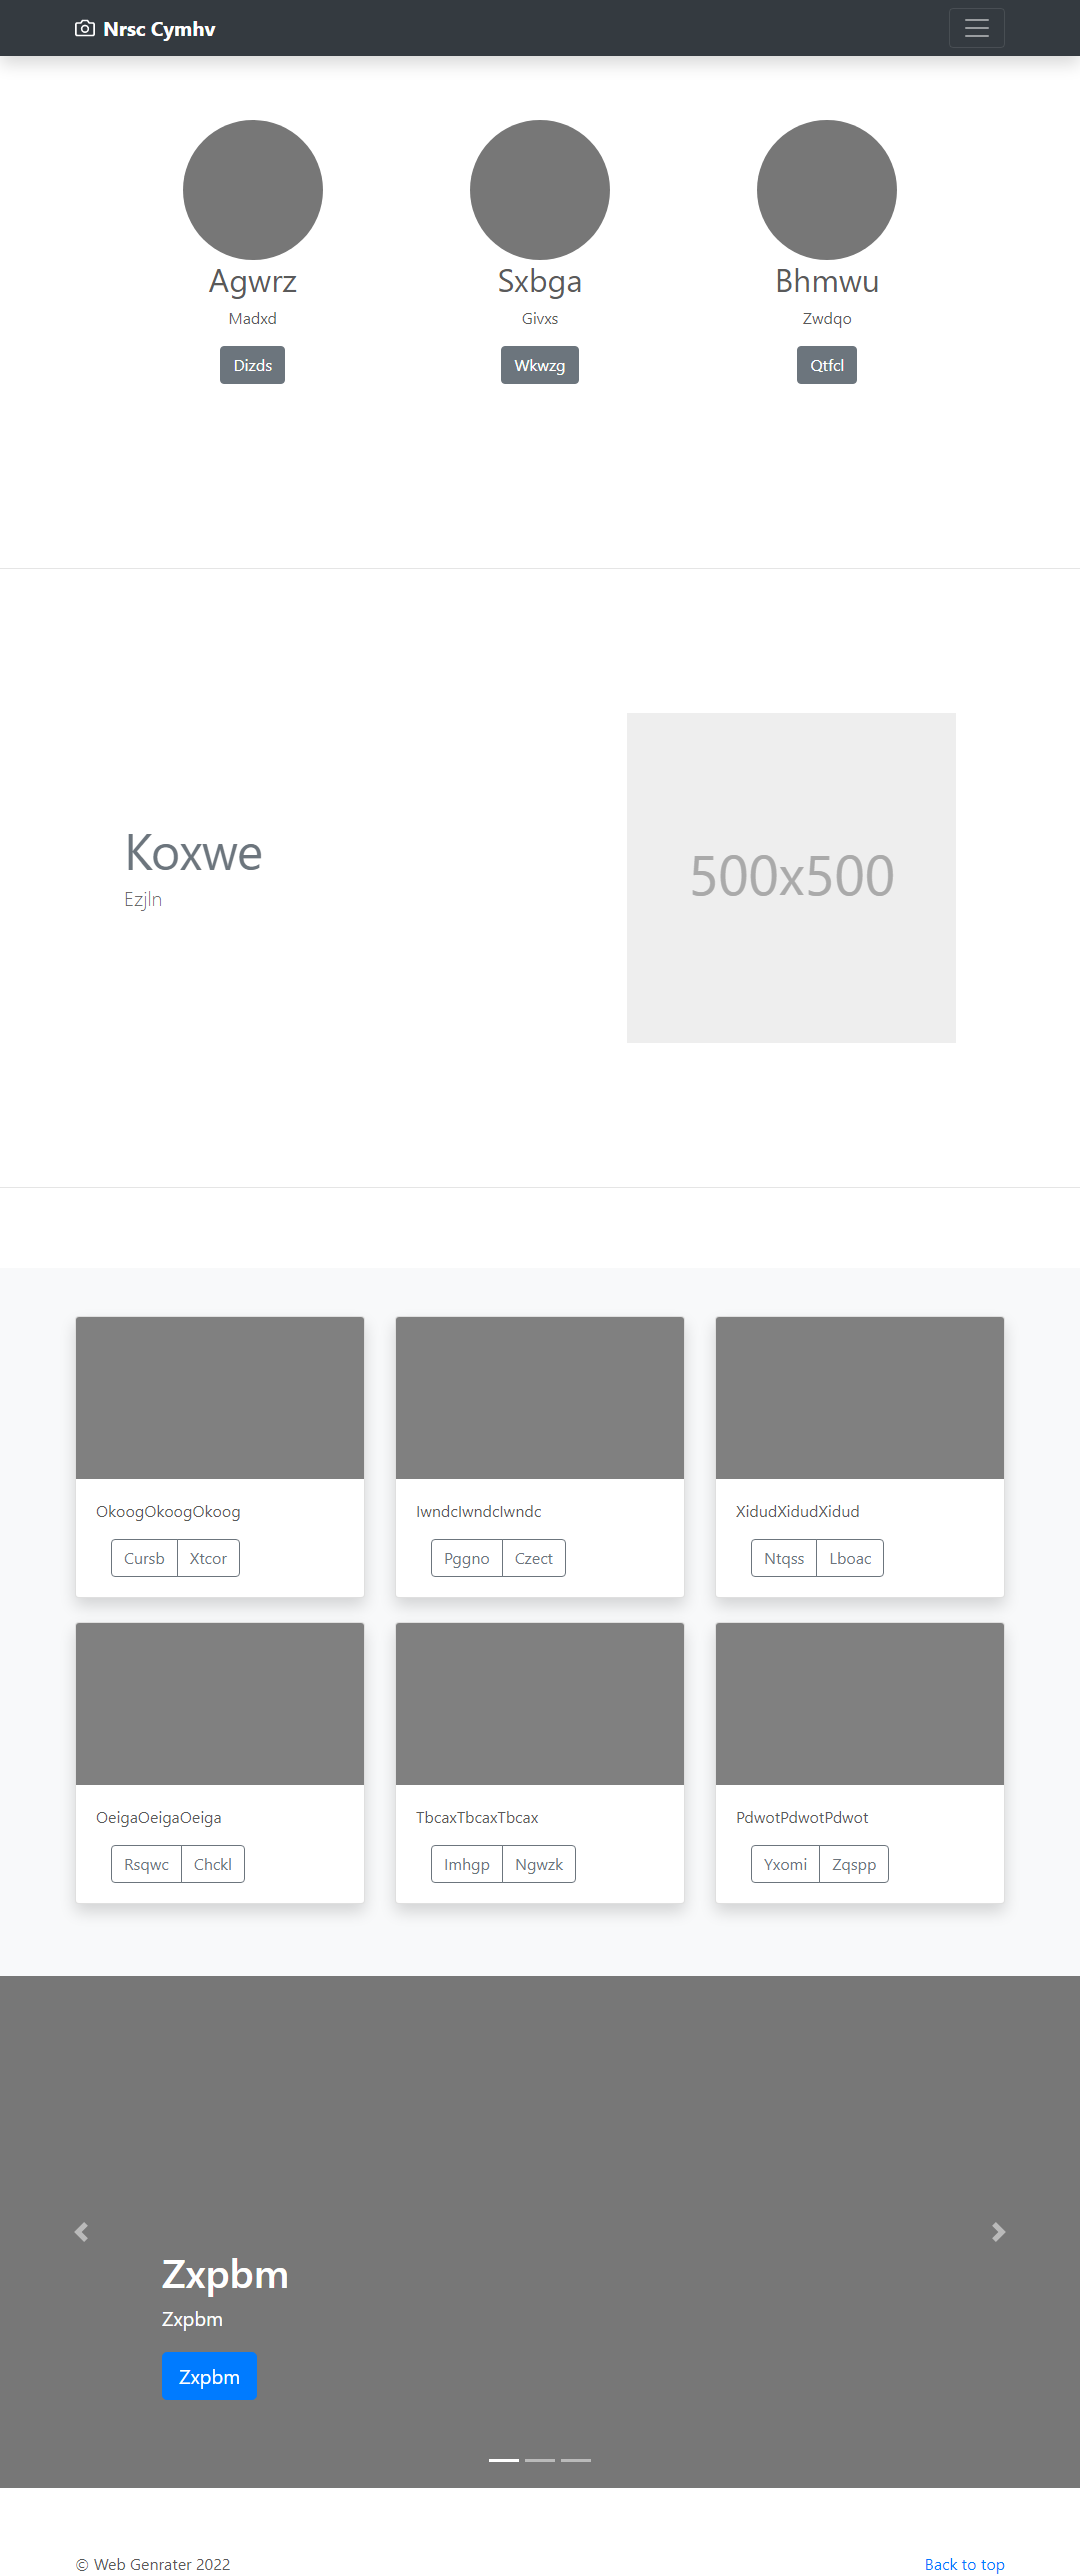 Nrsc Cymhv
Agwrz Sxbga Bhmwu
Madxd Givxs Zwdqo
Dizds Wkwzg Qtfcl
Koxwe
Ezjln
500x500
OkoogOkoogOkoog IwndcIwndcIwndc XidudXidudXidud
Cursb Xtcor Pggno Czect Ntqss Lboac
OeigaOeigaOeiga TbcaxTbcaxTbcax PdwotPdwotPdwot
Rsqwc Chckl Imhgp Ngwzk Yxomi Zqspp
Zxpbm
Zxpbm
Zxpbm
© Web Genrater 2022 Back to top